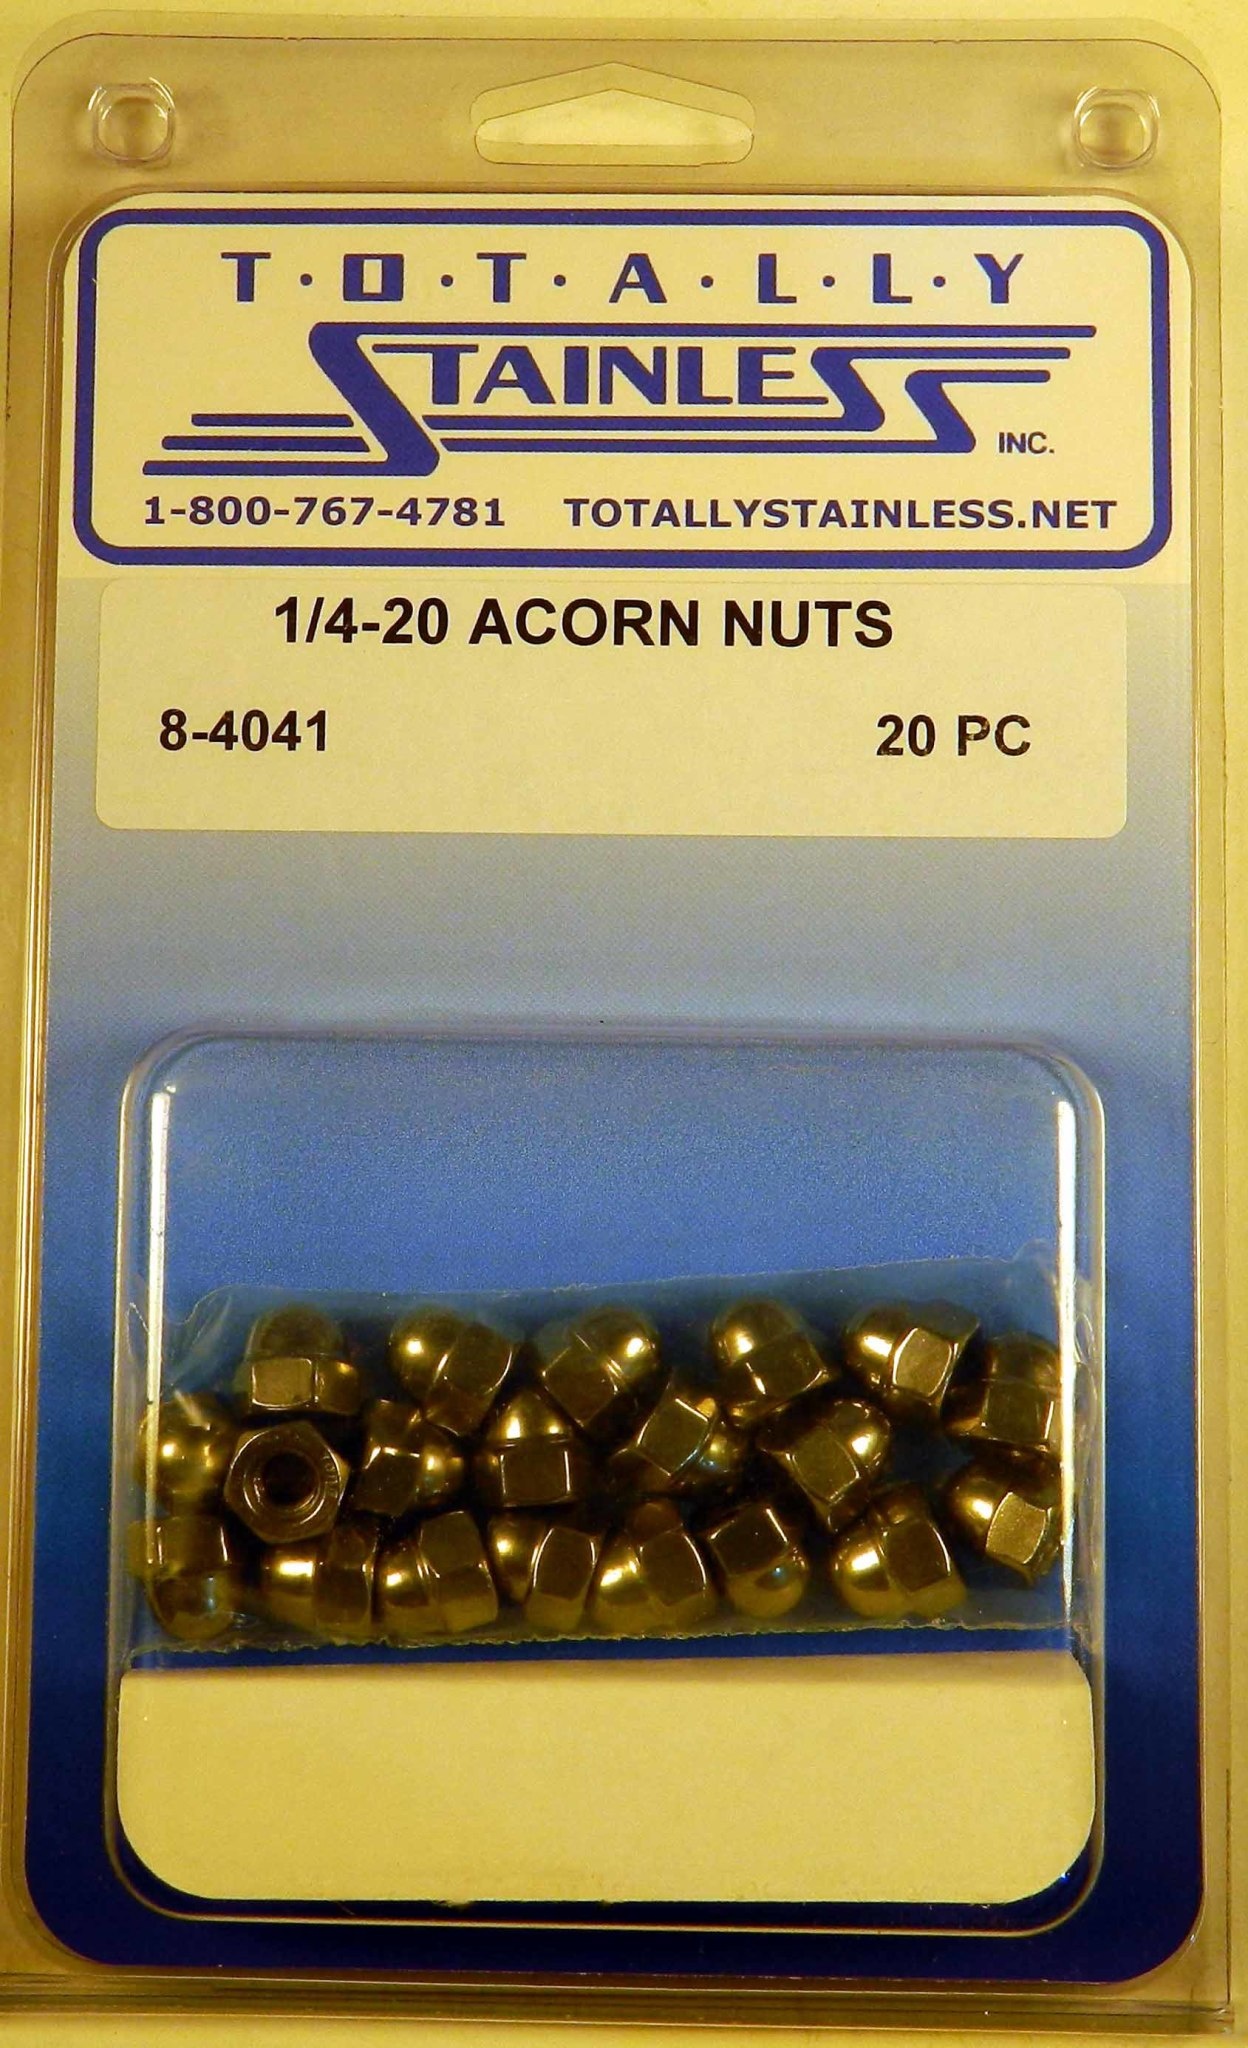 T·O·T·A·L·L·Y
STAINLESS
INC.
1-800-767-4781 TOTALLYSTAINLESS.NET
1/4-20 ACORN NUTS
8-4041 20 PC